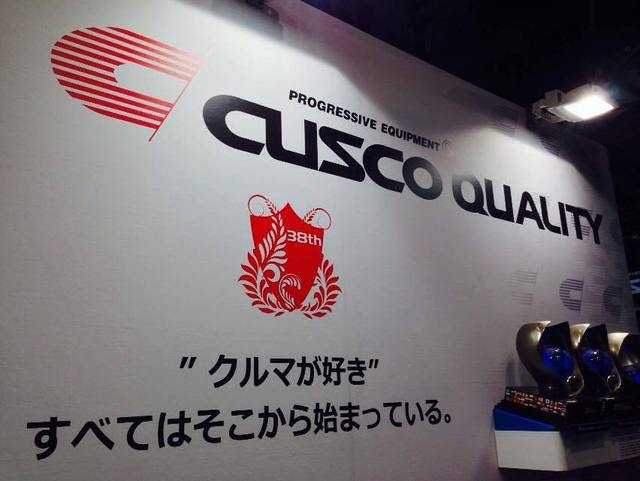 PROGRESSIVE EQUIPMENT®
CUSCO QUALITY
38th
”クルマが好き”
すべてはそこから始まっている。